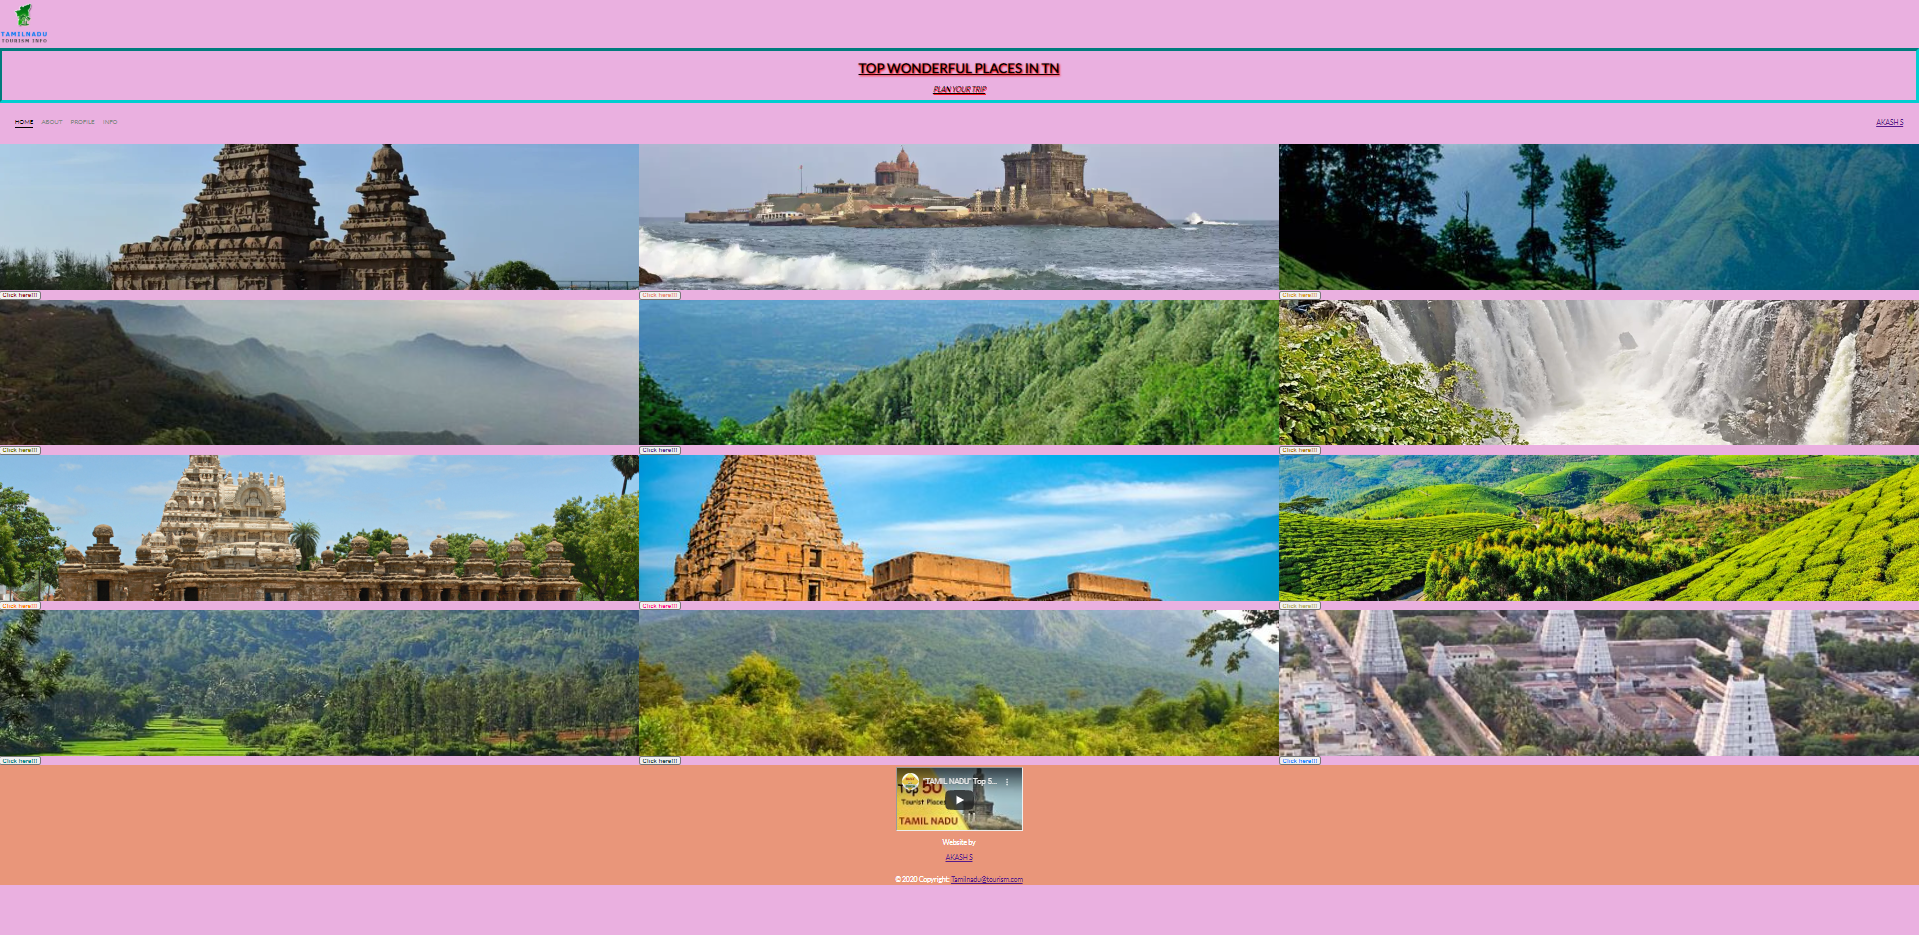 TAMILNADU
TOURISM INFO
TOP WONDERFUL PLACES IN TN
PLAN YOUR TRIP
HOME ABOUT PROFILE INFO AKASH S
Click here!!! Click here!!! Click here!!!
Click here!!! Click here!!! Click here!!!
Click here!!! Click here!!! Click here!!!
Click here!!! Click here!!! Click here!!!
"TAMIL NADU" Top 5...
Top 50
Tourist Places
TAMIL NADU
Website by
AKASH S
© 2020 Copyright: Tamilnadu@tourism.com